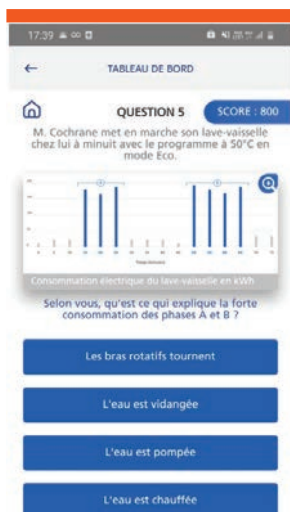 17:39
TABLEAU DE BORD
QUESTION 5
SCORE : 800
M. Cochrane met en marche son lave-vaisselle
chez lui à minuit avec le programme à 50°C en
mode Eco.
Consommation électrique du lave-vaisselle en kWh
Selon vous, qu'est ce qui explique la forte
consommation des phases A et B ?
Les bras rotatifs tournent
L'eau est vidangée
L'eau est pompée
L'eau est chauffée